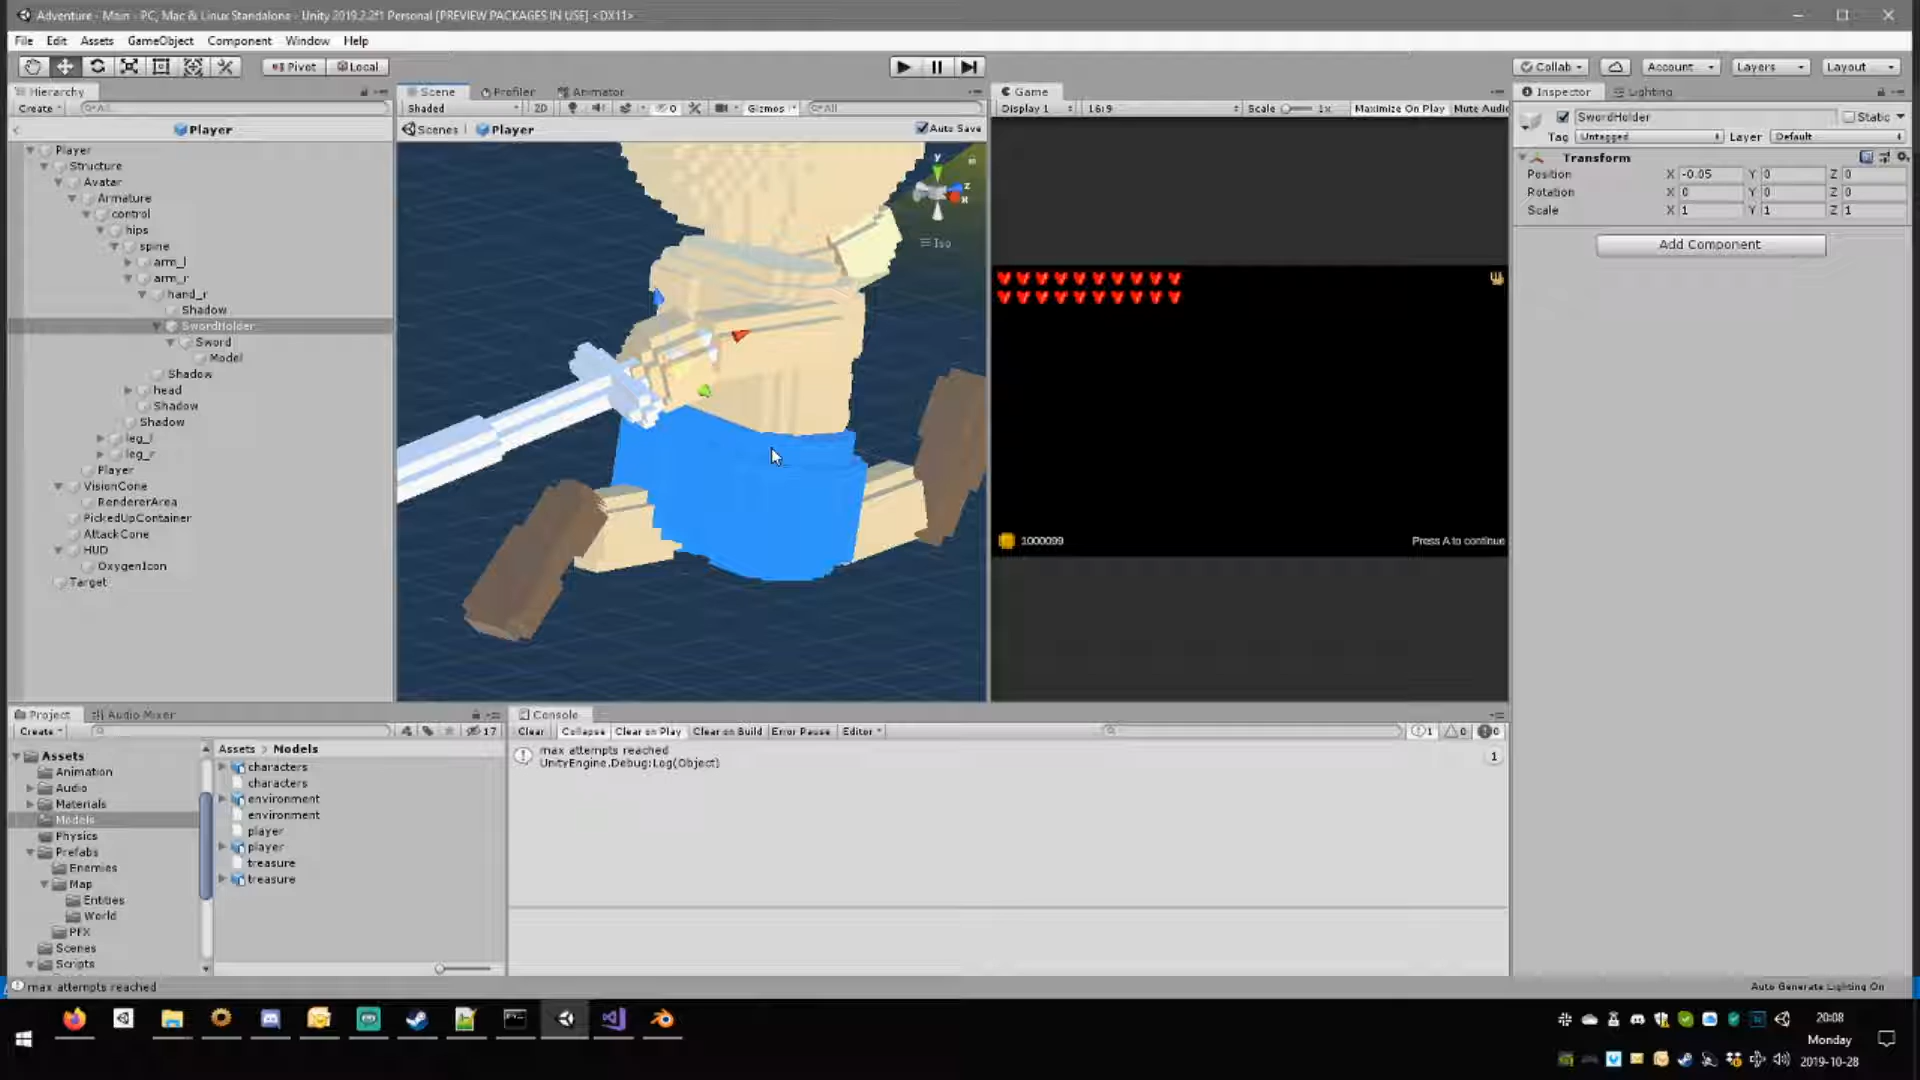 Adventure - Main - PC, Mac & Linux Standalone - Unity 2019.2.2f1 Personal [PREVIEW PACKAGES IN USE] <DX11>
File Edit Assets GameObject Component Window Help
Pivot Local Collab Account Layers Layout
Hierarchy Scene Profiler Animator Game Inspector Lighting
Create All Shaded 2D 0 Gizmos All Display 1 16:9 Scale 1x Maximize On Play Mute Audio
SwordHolder Static
Player Scenes Player Auto Save
Tag Untagged Layer Default
Player
Structure
Avatar
Armature
control
hips
spine
arm_l
arm_r
hand_r
Shadow
SwordHolder
Sword
Model
Shadow
head
Shadow
Shadow
leg_l
leg_r
Player
VisionCone
RendererArea
PickedUpContainer
AttackCone
HUD
OxygenIcon
Target
y
z
x
Iso
1000099
Press A to continue
Transform
Position X -0.05 Y 0 Z 0
Rotation X 0 Y 0 Z 0
Scale X 1 Y 1 Z 1
Add Component
Project Audio Mixer
Create 17
Assets
Animation
Audio
Materials
Models
Physics
Prefabs
Enemies
Map
Entities
World
PFX
Scenes
Scripts
Assets > Models
characters
characters
environment
environment
player
player
treasure
treasure
Console
Clear Collapse Clear on Play Clear on Build Error Pause Editor 1 0 0
max attempts reached
UnityEngine.Debug:Log(Object)
1
max attempts reached
Auto Generate Lighting On
20:08
Monday
2019-10-28